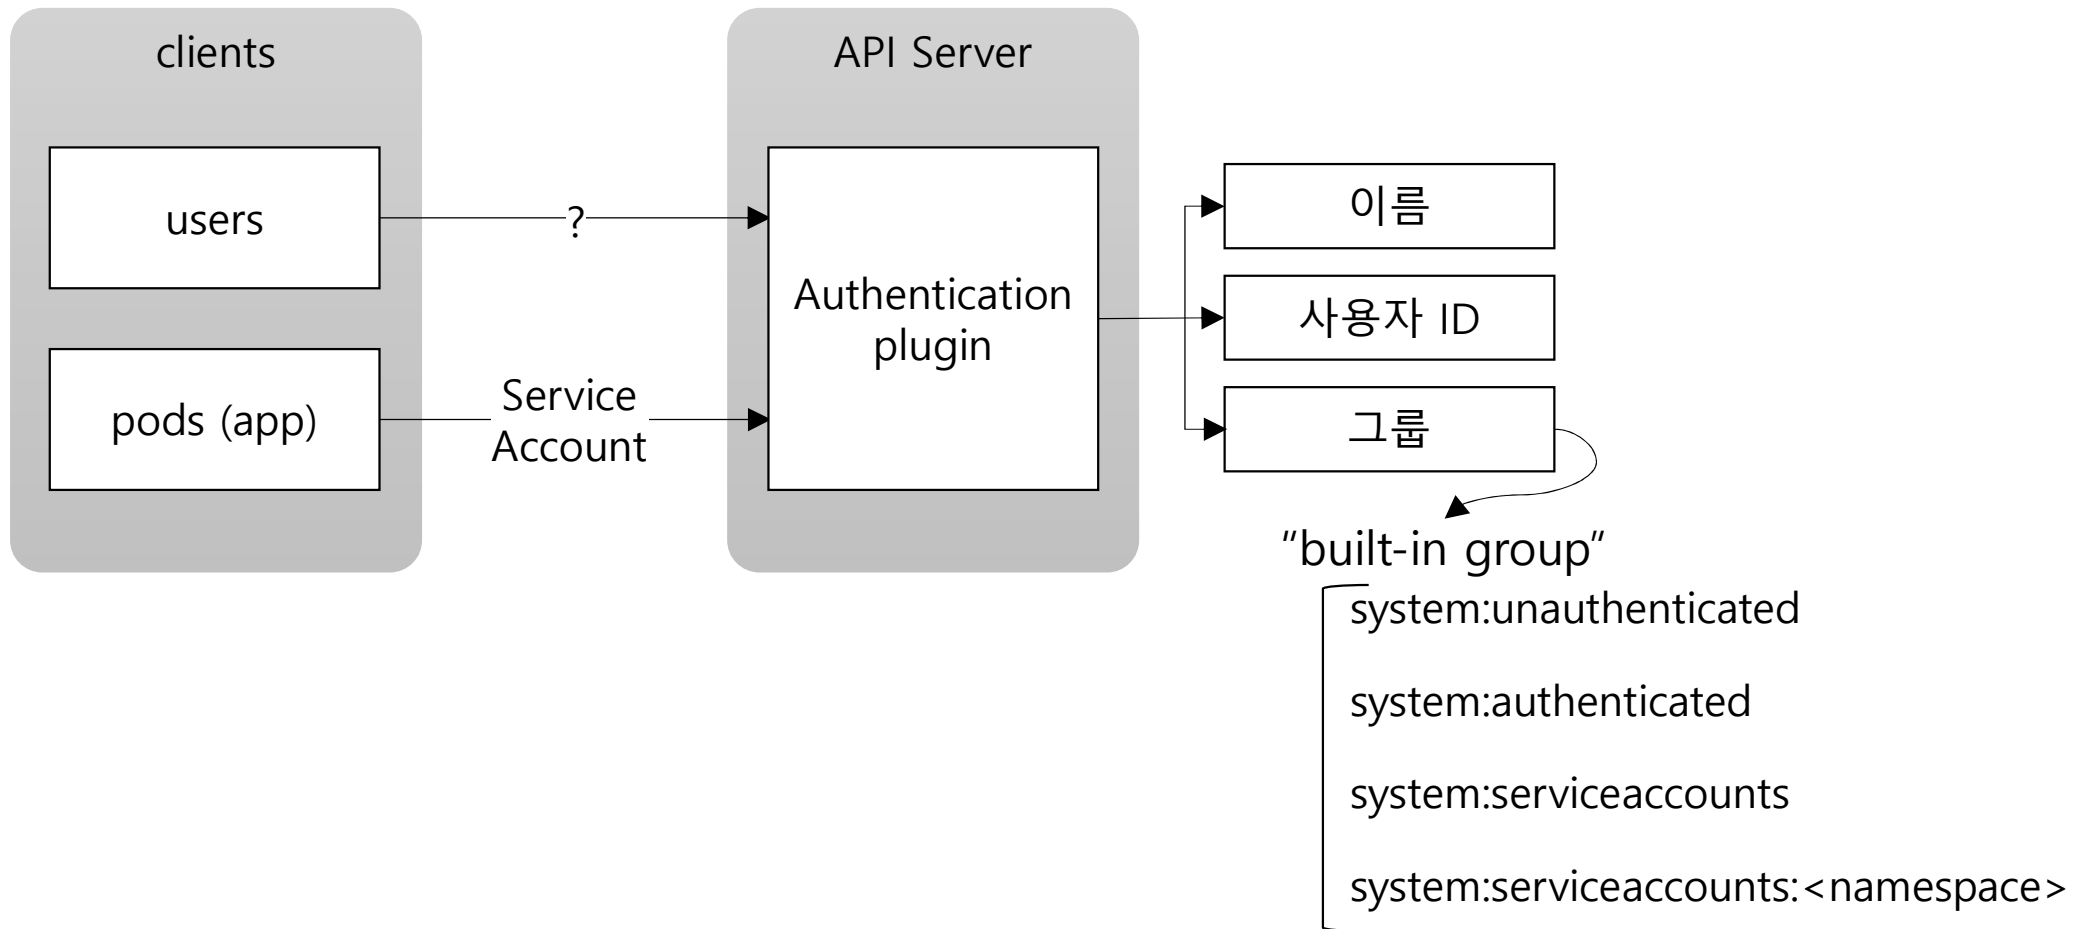 clients
users
pods (app)
?
Service
Account
API Server
Authentication
plugin
이름
사용자 ID
그룹
"built-in group"
system:unauthenticated
system:authenticated
system:serviceaccounts
system:serviceaccounts:<namespace>